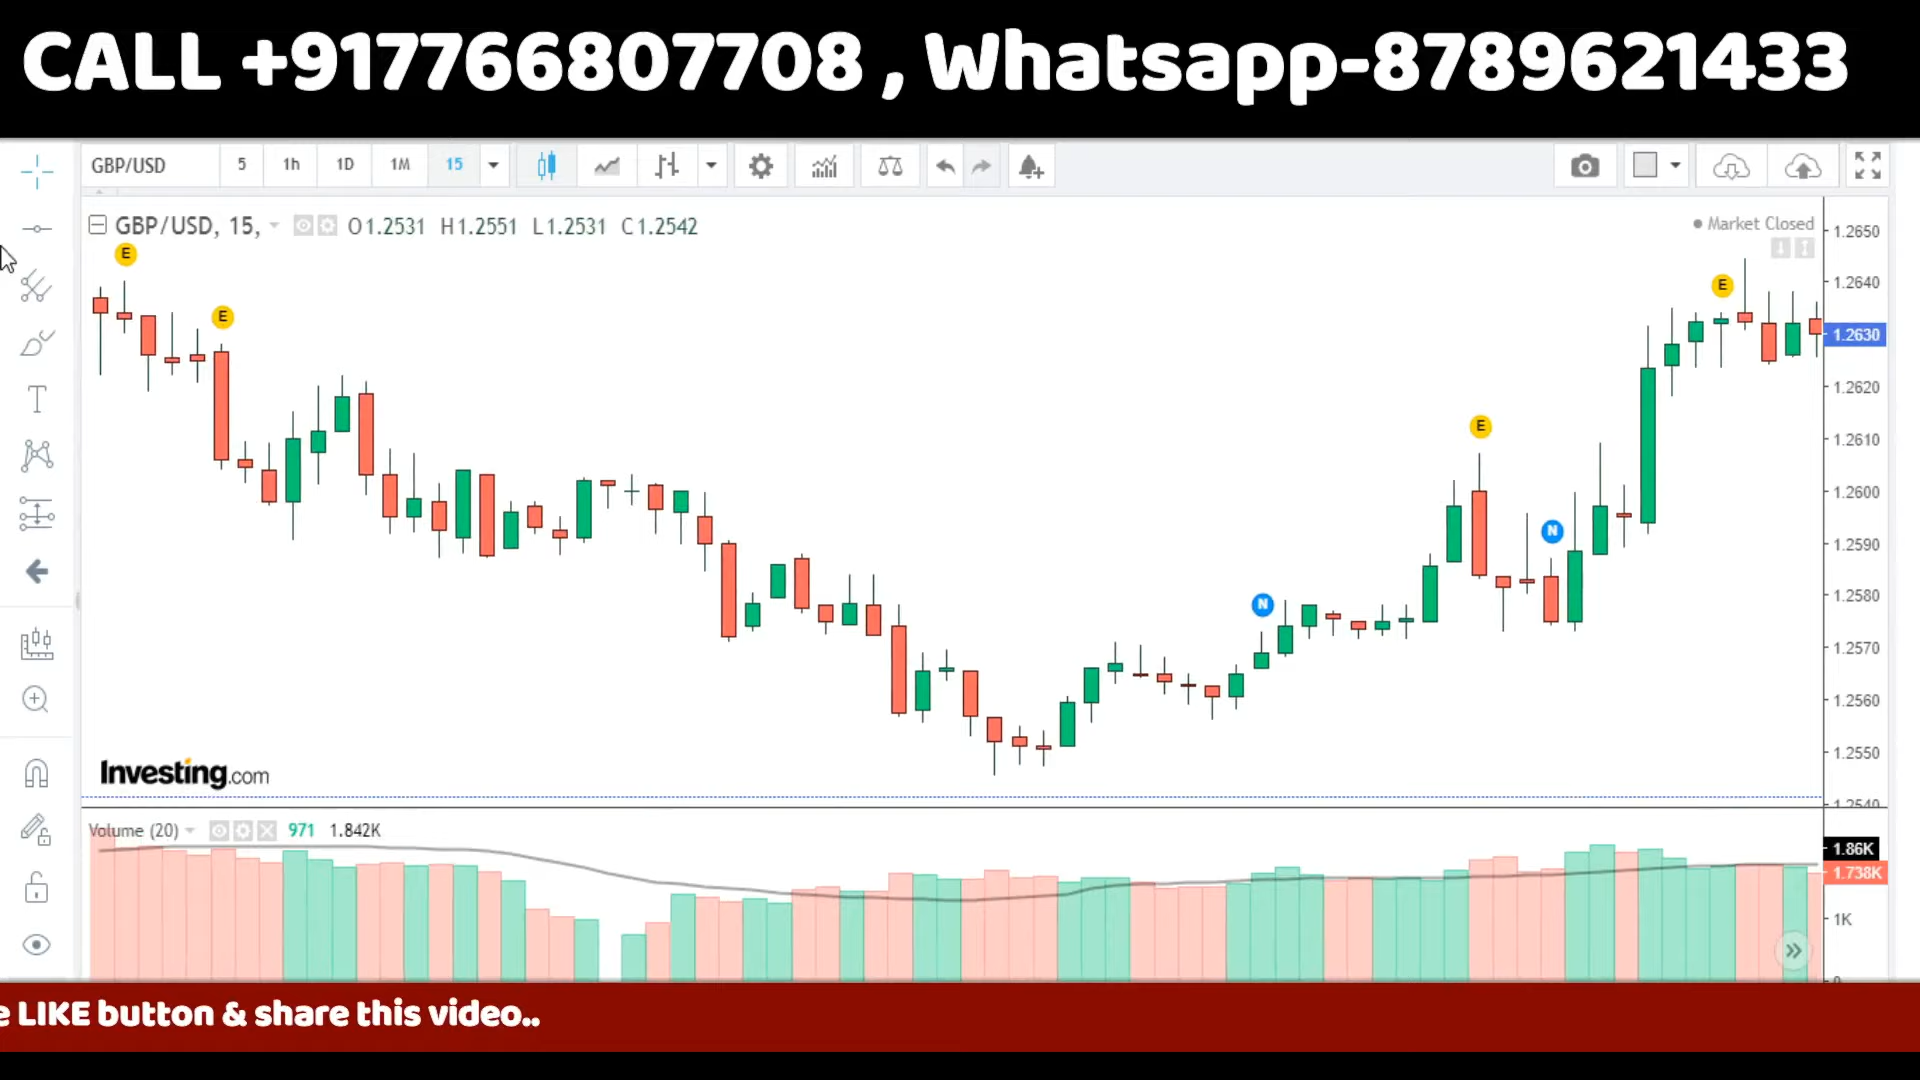 CALL +917766807708 , Whatsapp-8789621433
GBP/USD 5 1h 1D 1M 15
GBP/USD, 15, O1.2531 H1.2551 L1.2531 C1.2542
Market Closed
E
E
E
E
N
N
1.2650
1.2640
1.2630
1.2620
1.2610
1.2600
1.2590
1.2580
1.2570
1.2560
1.2550
1.2540
Investing.com
Volume (20) 971 1.842K
1.86K
1.738K
1K
0
e LIKE button & share this video..